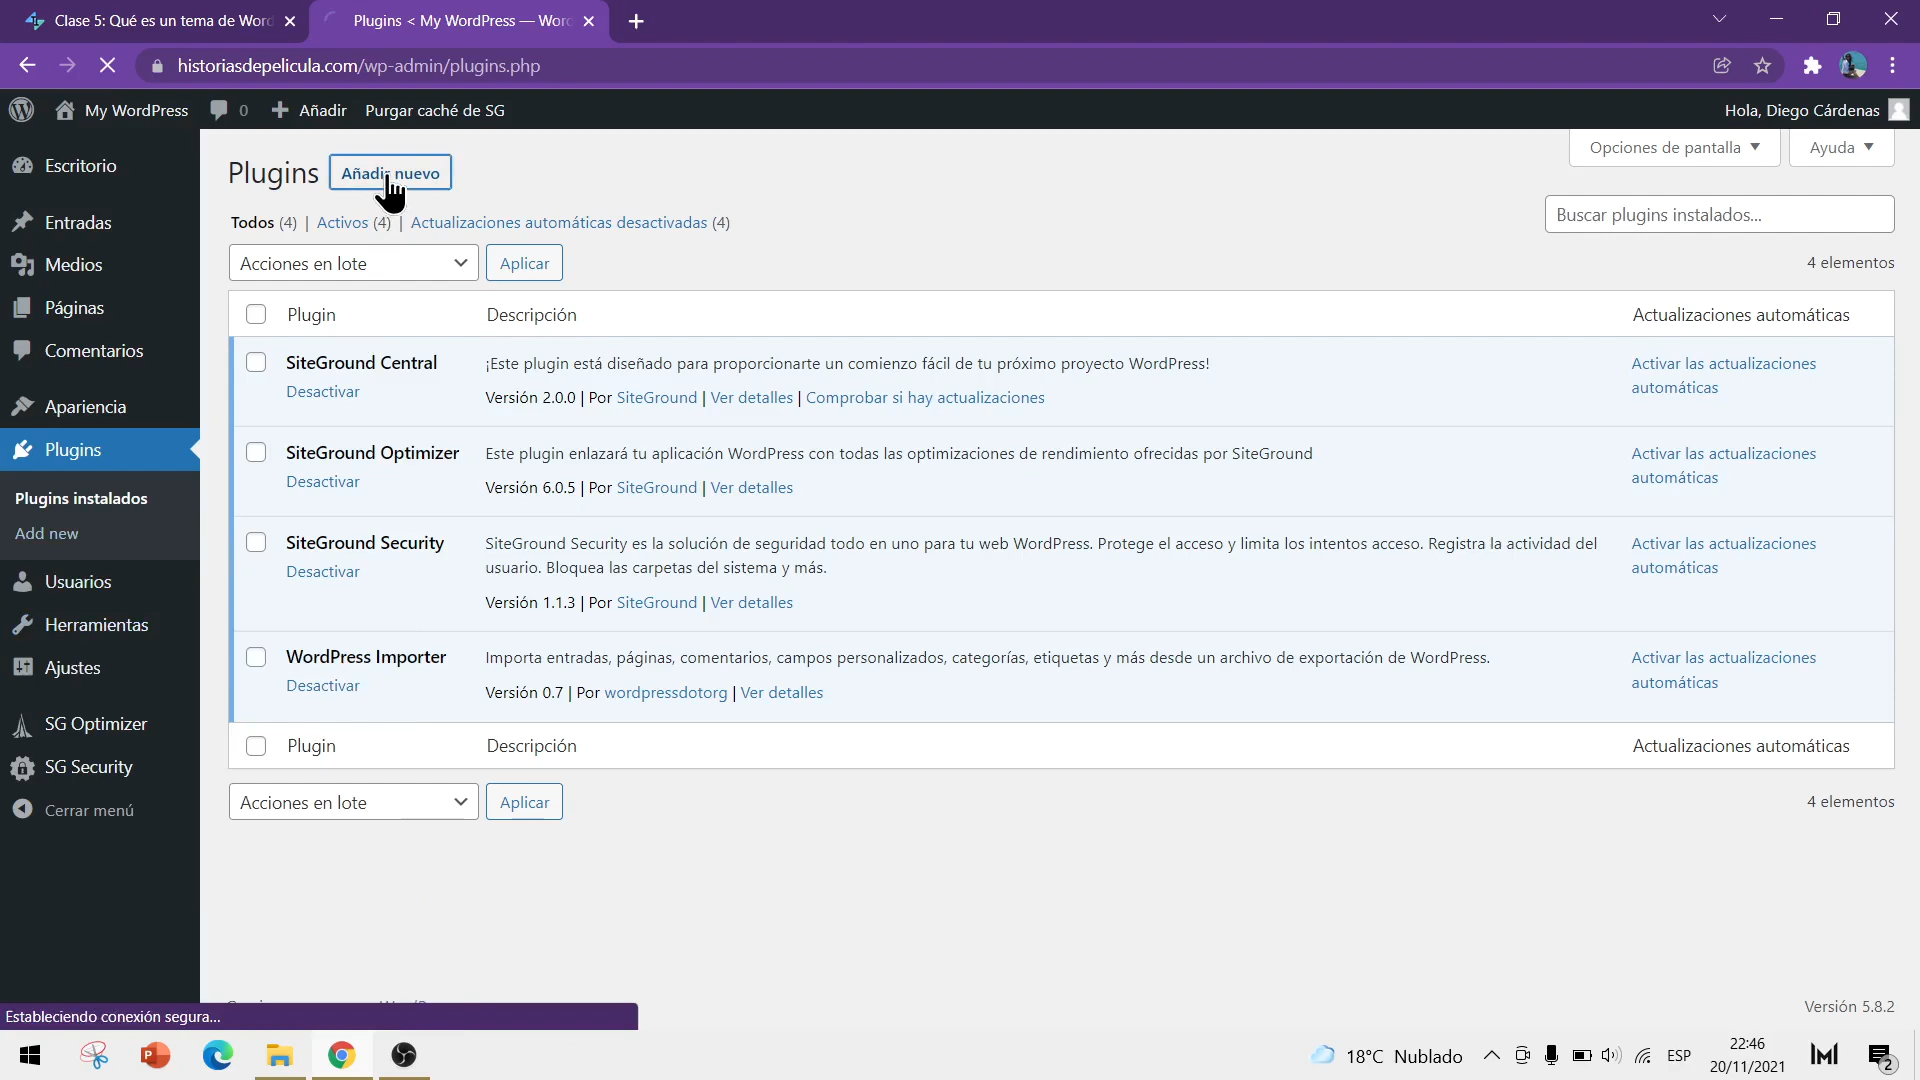 Clase 5: Qué es un tema de Word
Plugins < My WordPress — Word
historiasdepelicula.com/wp-admin/plugins.php
My WordPress
0
Añadir
Purgar caché de SG
Hola, Diego Cárdenas
Escritorio
Entradas
Medios
Páginas
Comentarios
Apariencia
Plugins
Plugins instalados
Add new
Usuarios
Herramientas
Ajustes
SG Optimizer
SG Security
Cerrar menú
Opciones de pantalla
Ayuda
Plugins
Añadir nuevo
Todos (4) | Activos (4) | Actualizaciones automáticas desactivadas (4)
Buscar plugins instalados...
Acciones en lote
Aplicar
4 elementos
Plugin
Descripción
Actualizaciones automáticas
SiteGround Central
Desactivar
¡Este plugin está diseñado para proporcionarte un comienzo fácil de tu próximo proyecto WordPress!
Versión 2.0.0 | Por SiteGround | Ver detalles | Comprobar si hay actualizaciones
Activar las actualizaciones
automáticas
SiteGround Optimizer
Desactivar
Este plugin enlazará tu aplicación WordPress con todas las optimizaciones de rendimiento ofrecidas por SiteGround
Versión 6.0.5 | Por SiteGround | Ver detalles
Activar las actualizaciones
automáticas
SiteGround Security
Desactivar
SiteGround Security es la solución de seguridad todo en uno para tu web WordPress. Protege el acceso y limita los intentos acceso. Registra la actividad del
usuario. Bloquea las carpetas del sistema y más.
Versión 1.1.3 | Por SiteGround | Ver detalles
Activar las actualizaciones
automáticas
WordPress Importer
Desactivar
Importa entradas, páginas, comentarios, campos personalizados, categorías, etiquetas y más desde un archivo de exportación de WordPress.
Versión 0.7 | Por wordpressdotorg | Ver detalles
Activar las actualizaciones
automáticas
Plugin
Descripción
Actualizaciones automáticas
Acciones en lote
Aplicar
4 elementos
Versión 5.8.2
Estableciendo conexión segura...
18°C Nublado
ESP
22:46
20/11/2021
2